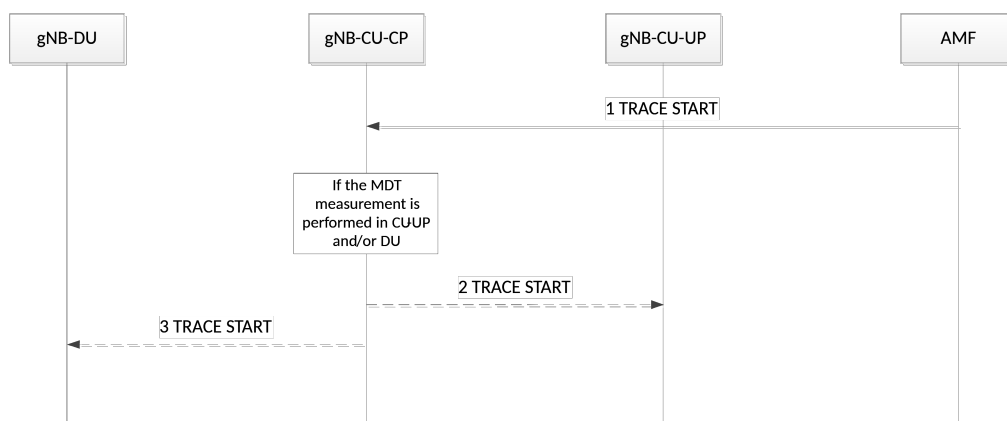 gNB-DU
gNB-CU-CP
gNB-CU-UP
AMF
1 TRACE START
If the MDT
measurement is
performed in CU-UP
and/or DU
2 TRACE START
3 TRACE START